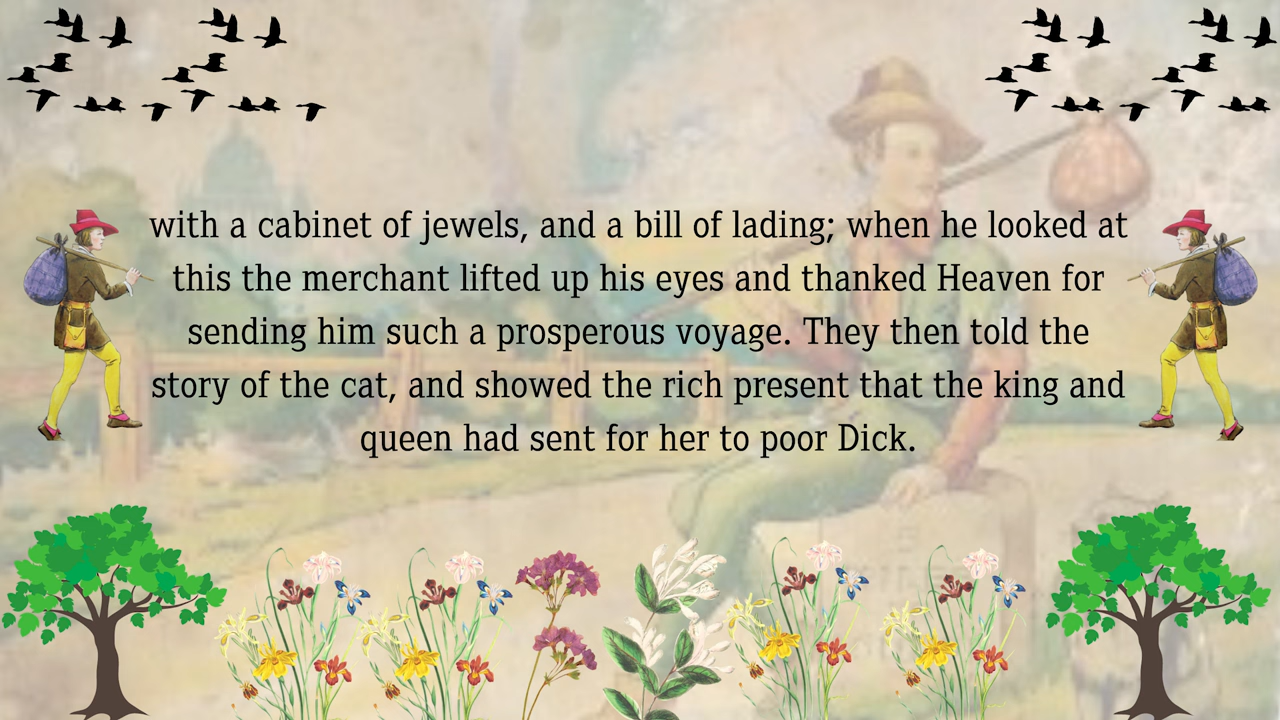 with a cabinet of jewels, and a bill of lading; when he looked at
this the merchant lifted up his eyes and thanked Heaven for
sending him such a prosperous voyage. They then told the
story of the cat, and showed the rich present that the king and
queen had sent for her to poor Dick.